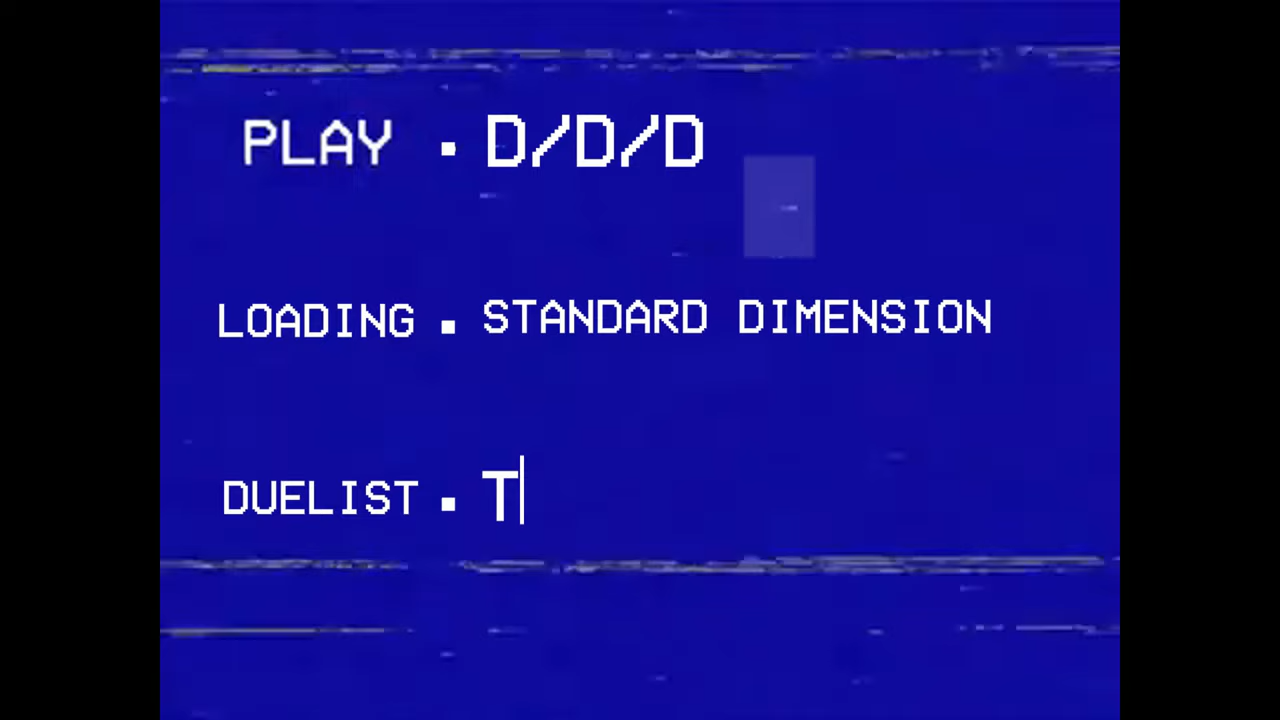 PLAY . D/D/D
LOADING . STANDARD DIMENSION
DUELIST . T